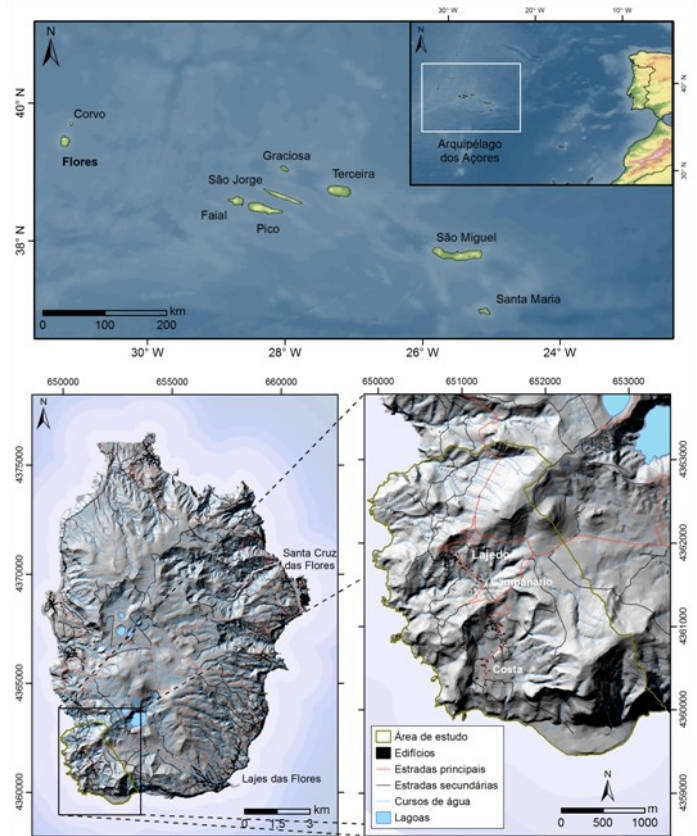 30° W
20° W
10° W
N
40° N
30° N
Arquipélago
dos Açores
40° N
38° N
Corvo
Flores
Graciosa
São Jorge
Terceira
Faial
Pico
São Miguel
Santa Maria
0 100 200
km
30° W
28° W
26° W
24° W
650000
655000
660000
N
4375000
4370000
4365000
4360000
Santa Cruz
das Flores
Lajes das Flores
0 1.5 3
km
650000
651000
652000
653000
4363000
4362000
4361000
4360000
4359000
Lajedo
Campanário
Costa
Área de estudo
Edifícios
Estradas principais
Estradas secundárias
Cursos de água
Lagoas
N
m
0 500 1000